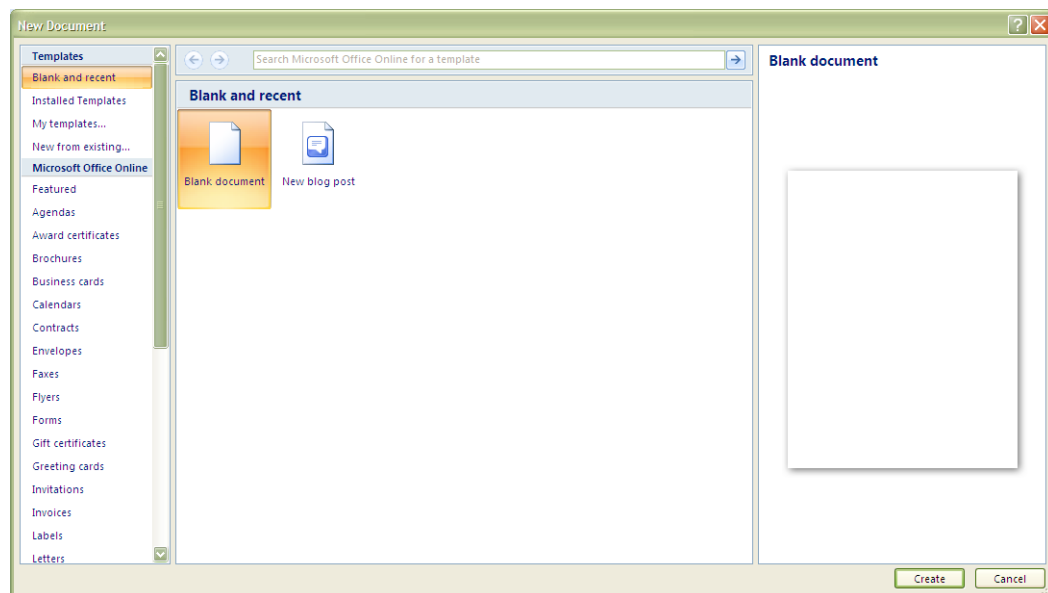 New Document
Templates
Blank and recent
Installed Templates
My templates...
New from existing...
Microsoft Office Online
Featured
Agendas
Award certificates
Brochures
Business cards
Calendars
Contracts
Envelopes
Faxes
Flyers
Forms
Gift certificates
Greeting cards
Invitations
Invoices
Labels
Letters
Search Microsoft Office Online for a template
Blank and recent
Blank document
New blog post
Blank document
Create
Cancel